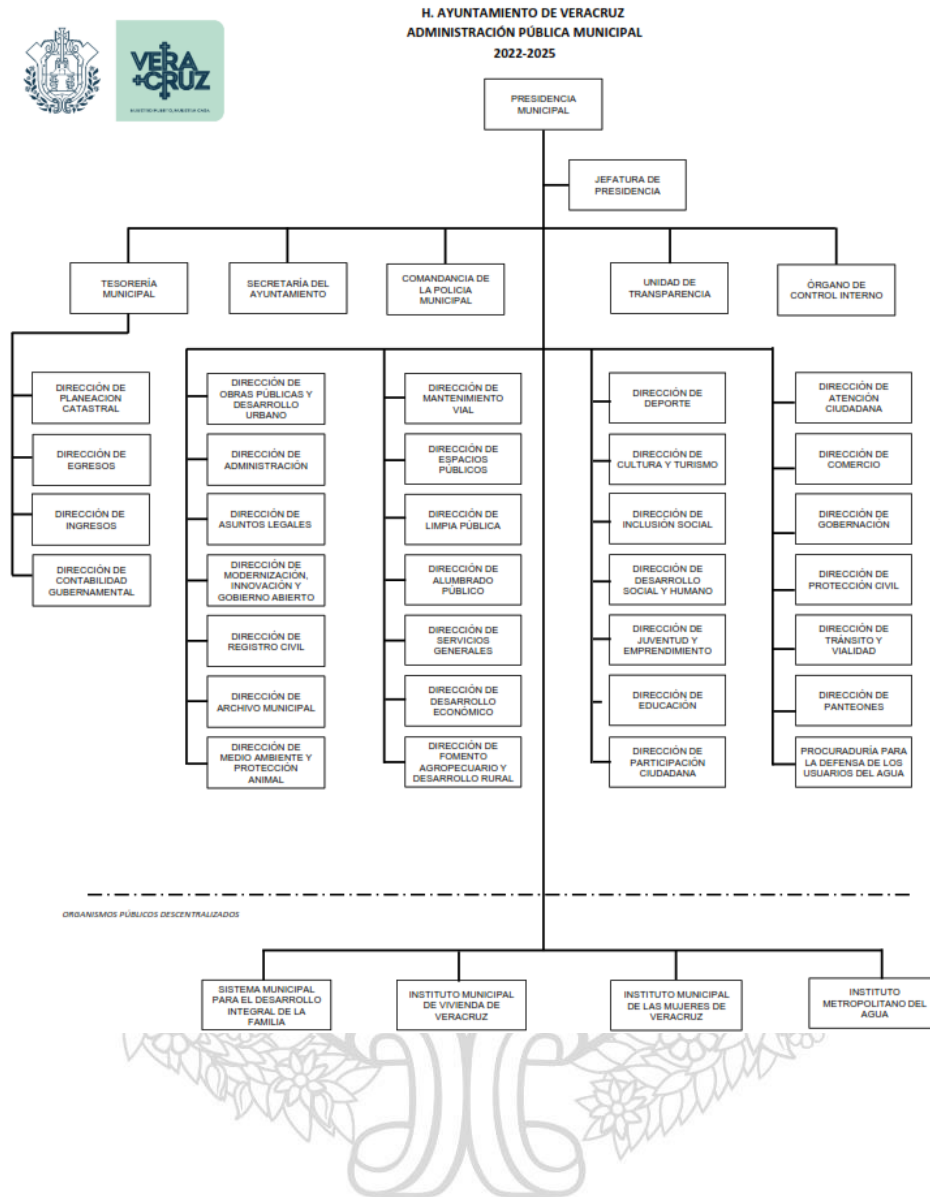 H. AYUNTAMIENTO DE VERACRUZ
ADMINISTRACIÓN PÚBLICA MUNICIPAL
2022-2025
VERA
+CRUZ
PRESIDENCIA
MUNICIPAL
JEFATURA DE
PRESIDENCIA
TESORERÍA
MUNICIPAL
SECRETARÍA DEL
AYUNTAMIENTO
COMANDANCIA DE
LA POLICIA
MUNICIPAL
UNIDAD DE
TRANSPARENCIA
ÓRGANO DE
CONTROL INTERNO
DIRECCIÓN DE
PLANEACION
CATASTRAL
DIRECCIÓN DE
EGRESOS
DIRECCIÓN DE
INGRESOS
DIRECCIÓN DE
CONTABILIDAD
GUBERNAMENTAL
DIRECCIÓN DE
OBRAS PÚBLICAS Y
DESARROLLO
URBANO
DIRECCIÓN DE
ADMINISTRACIÓN
DIRECCIÓN DE
ASUNTOS LEGALES
DIRECCIÓN DE
MODERNIZACIÓN,
INNOVACIÓN Y
GOBIERNO ABIERTO
DIRECCIÓN DE
REGISTRO CIVIL
DIRECCIÓN DE
ARCHIVO MUNICIPAL
DIRECCIÓN DE
MEDIO AMBIENTE Y
PROTECCIÓN
ANIMAL
DIRECCIÓN DE
MANTENIMIENTO
VIAL
DIRECCIÓN DE
ESPACIOS
PÚBLICOS
DIRECCIÓN DE
LIMPIA PÚBLICA
DIRECCIÓN DE
ALUMBRADO
PÚBLICO
DIRECCIÓN DE
SERVICIOS
GENERALES
DIRECCIÓN DE
DESARROLLO
ECONÓMICO
DIRECCIÓN DE
FOMENTO
AGROPECUARIO Y
DESARROLLO RURAL
DIRECCIÓN DE
DEPORTE
DIRECCIÓN DE
CULTURA Y TURISMO
DIRECCIÓN DE
INCLUSIÓN SOCIAL
DIRECCIÓN DE
DESARROLLO
SOCIAL Y HUMANO
DIRECCIÓN DE
JUVENTUD Y
EMPRENDIMIENTO
DIRECCIÓN DE
EDUCACIÓN
DIRECCIÓN DE
PARTICIPACIÓN
CIUDADANA
DIRECCIÓN DE
ATENCIÓN
CIUDADANA
DIRECCIÓN DE
COMERCIO
DIRECCIÓN DE
GOBERNACIÓN
DIRECCIÓN DE
PROTECCIÓN CIVIL
DIRECCIÓN DE
TRÁNSITO Y
VIALIDAD
DIRECCIÓN DE
PANTEONES
PROCURADURÍA PARA
LA DEFENSA DE LOS
USUARIOS DEL AGUA
ORGANISMOS PÚBLICOS DESCENTRALIZADOS
SISTEMA MUNICIPAL
PARA EL DESARROLLO
INTEGRAL DE LA
FAMILIA
INSTITUTO MUNICIPAL
DE VIVIENDA DE
VERACRUZ
INSTITUTO MUNICIPAL
DE LAS MUJERES DE
VERACRUZ
INSTITUTO
METROPOLITANO DEL
AGUA